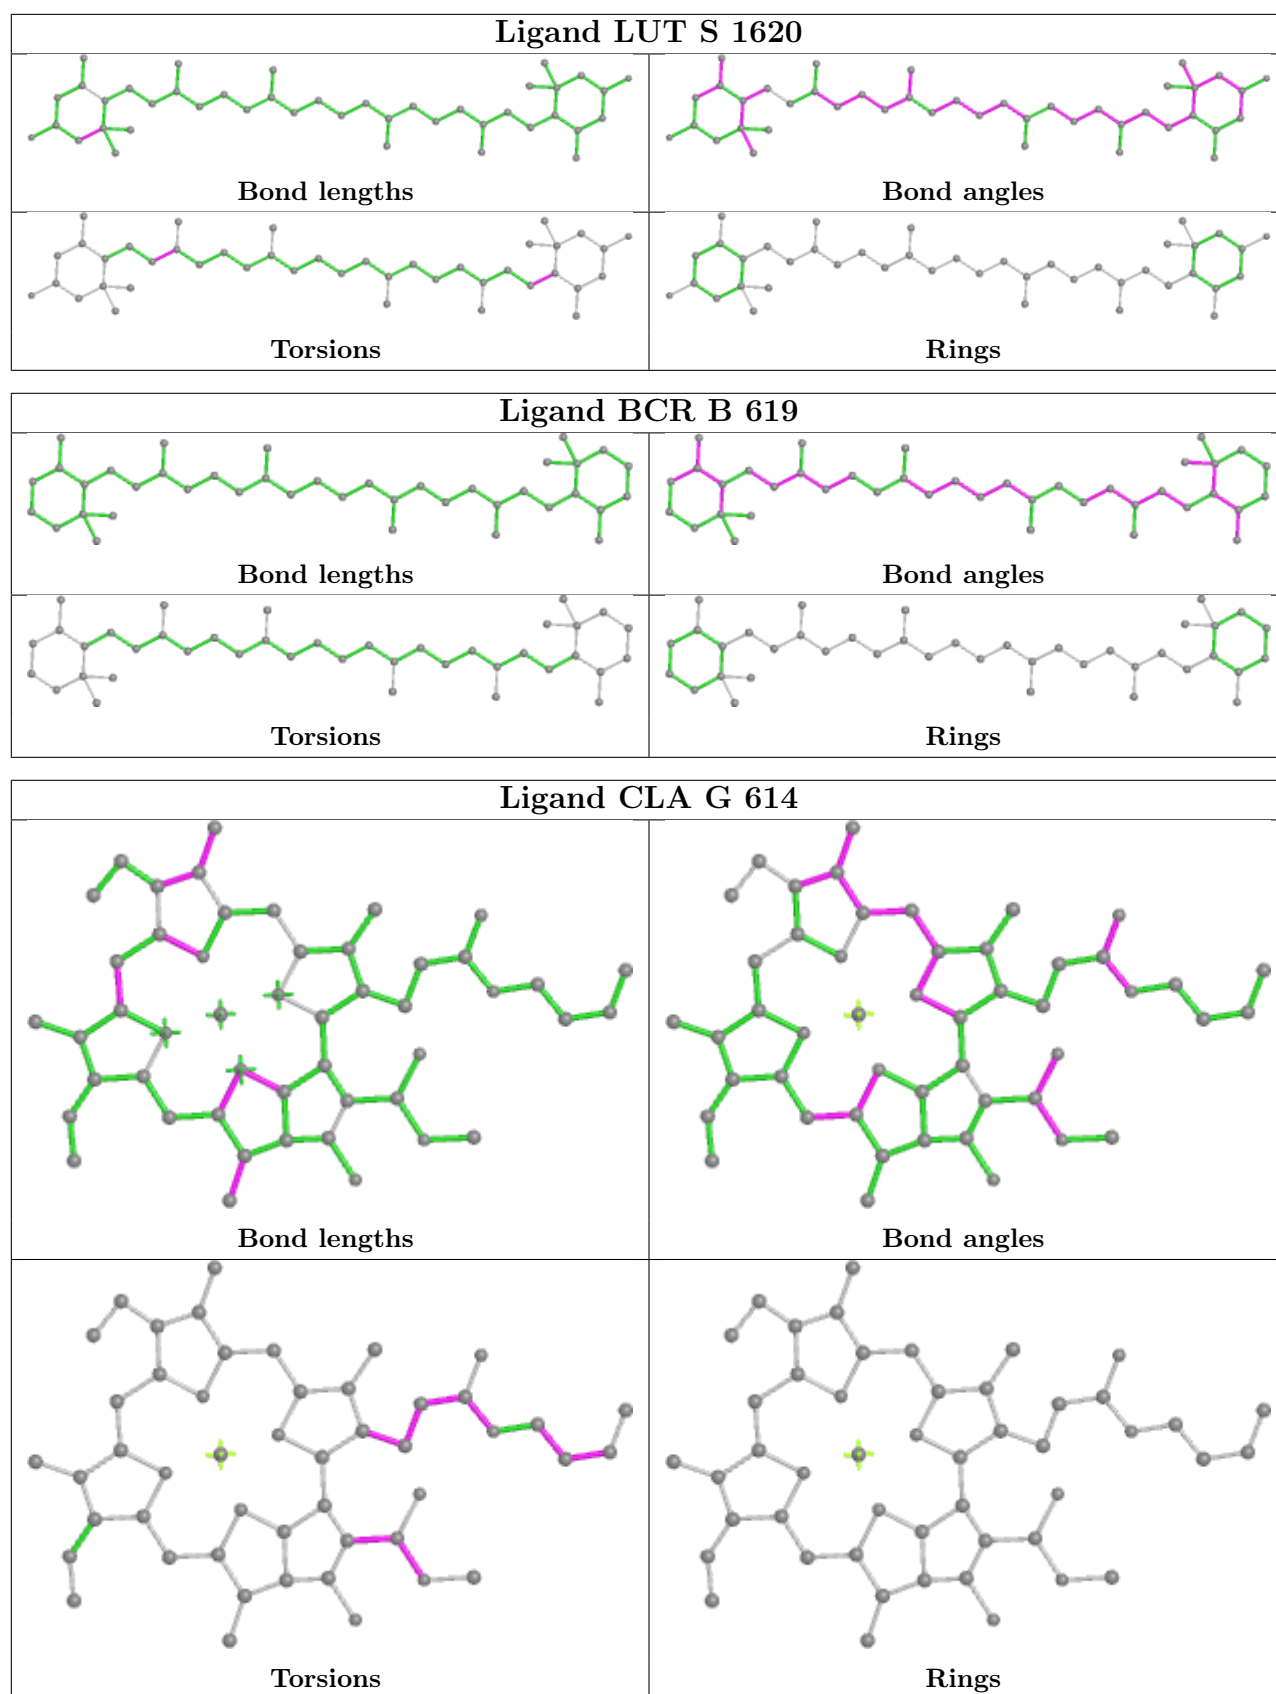 Ligand LUT S 1620
Bond lengths
Bond angles
Torsions
Rings
Ligand BCR B 619
Bond lengths
Bond angles
Torsions
Rings
Ligand CLA G 614
Bond lengths
Bond angles
Torsions
Rings